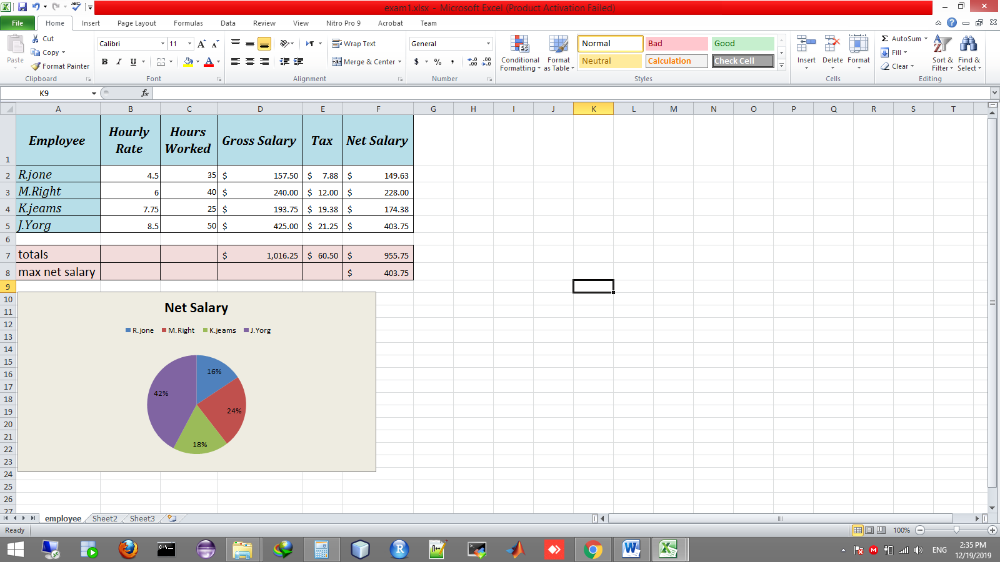 exam1.xlsx - Microsoft Excel (Product Activation Failed)
File Home Insert Page Layout Formulas Data Review View Nitro Pro 9 Acrobat Team
Paste
Cut
Copy
Format Painter
Clipboard
Calibri 11
B I U
Font
Wrap Text
Merge & Center
Alignment
General
$ % ,
Number
Conditional Formatting
Format as Table
Normal Bad Good
Neutral Calculation Check Cell
Styles
Insert Delete Format
Cells
AutoSum
Fill
Clear
Sort & Filter
Find & Select
Editing
K9 fx
A B C D E F G H I J K L M N O P Q R S T
1 Employee Hourly Rate Hours Worked Gross Salary Tax Net Salary
2 R.jone 4.5 35 $ 157.50 $ 7.88 $ 149.63
3 M.Right 6 40 $ 240.00 $ 12.00 $ 228.00
4 K.jeams 7.75 25 $ 193.75 $ 19.38 $ 174.38
5 J.Yorg 8.5 50 $ 425.00 $ 21.25 $ 403.75
6
7 totals $ 1,016.25 $ 60.50 $ 955.75
8 max net salary $ 403.75
9
10
11
12
13
14
15
16
17
18
19
20
21
22
23
24
25
26
27
Net Salary
R.jone M.Right K.jeams J.Yorg
16%
42%
24%
18%
employee Sheet2 Sheet3
Ready 100%
ENG 2:35 PM
12/19/2019